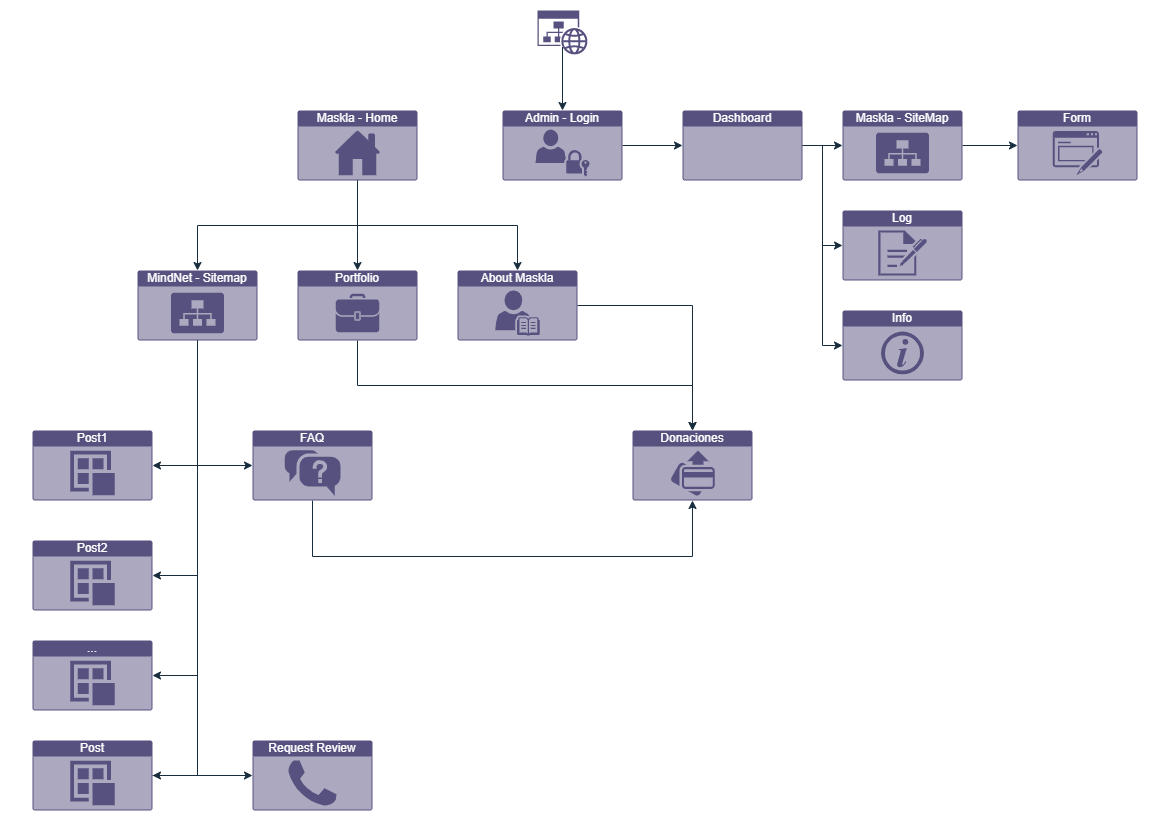 Maskla - Home
Admin - Login
Dashboard
Maskla - SiteMap
Form
Log
MindNet - Sitemap
Portfolio
About Maskla
Info
Post1
FAQ
?
Donaciones
Post2
...
Post
Request Review